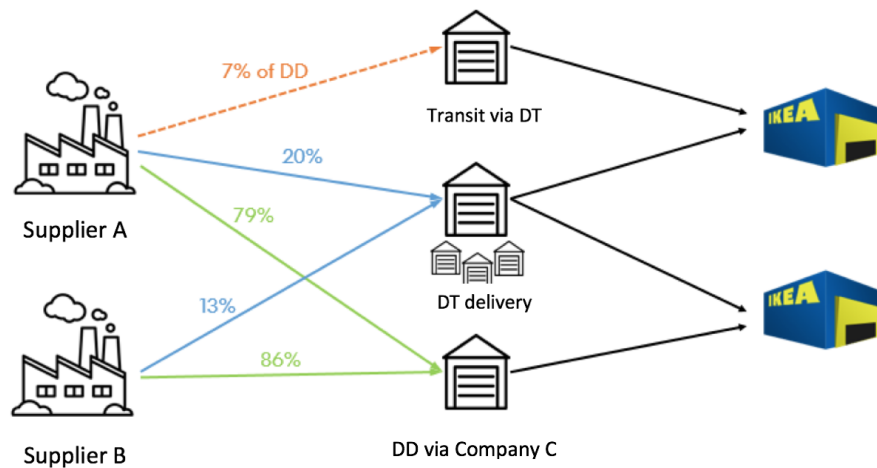 7% of DD
Transit via DT
IKEA
20%
Supplier A
79%
DT delivery
IKEA
13%
86%
Supplier B
DD via Company C